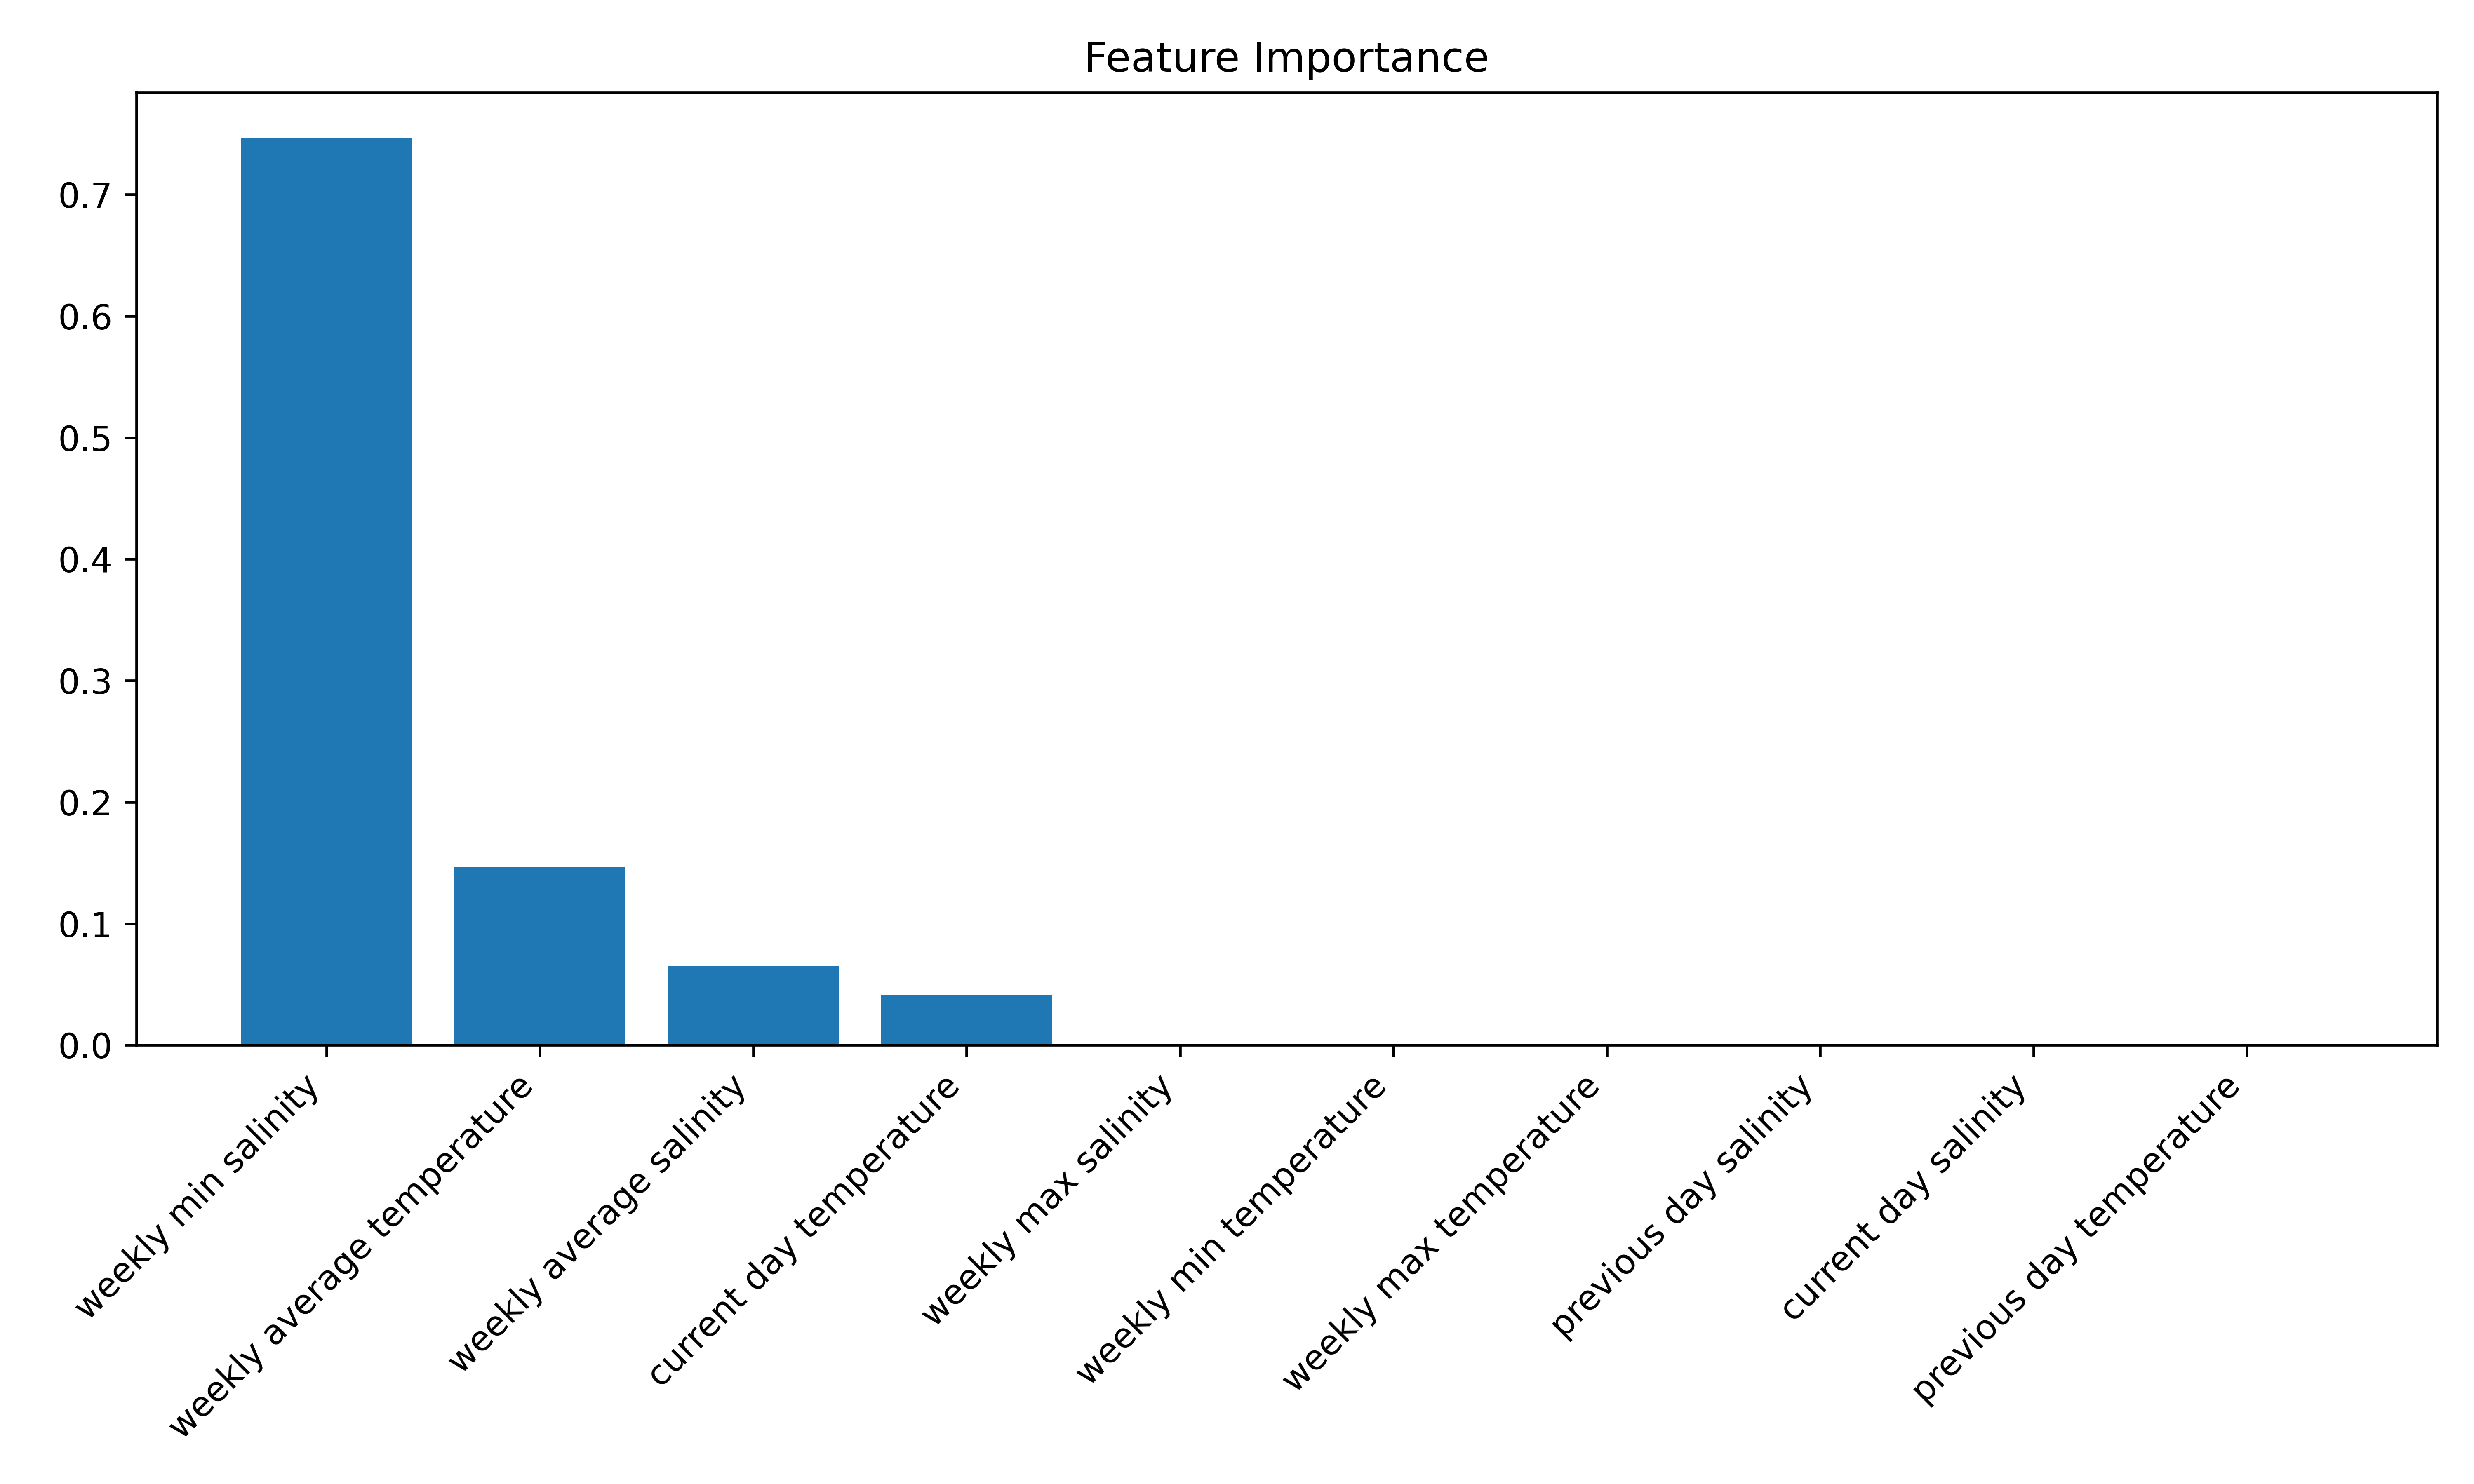 Feature Importance
0.7
0.6
0.5
0.4
0.3
0.2
0.1
0.0
weekly min salinity
weekly average temperature
weekly average salinity
current day temperature
weekly max salinity
weekly min temperature
weekly max temperature
previous day salinity
current day salinity
previous day temperature